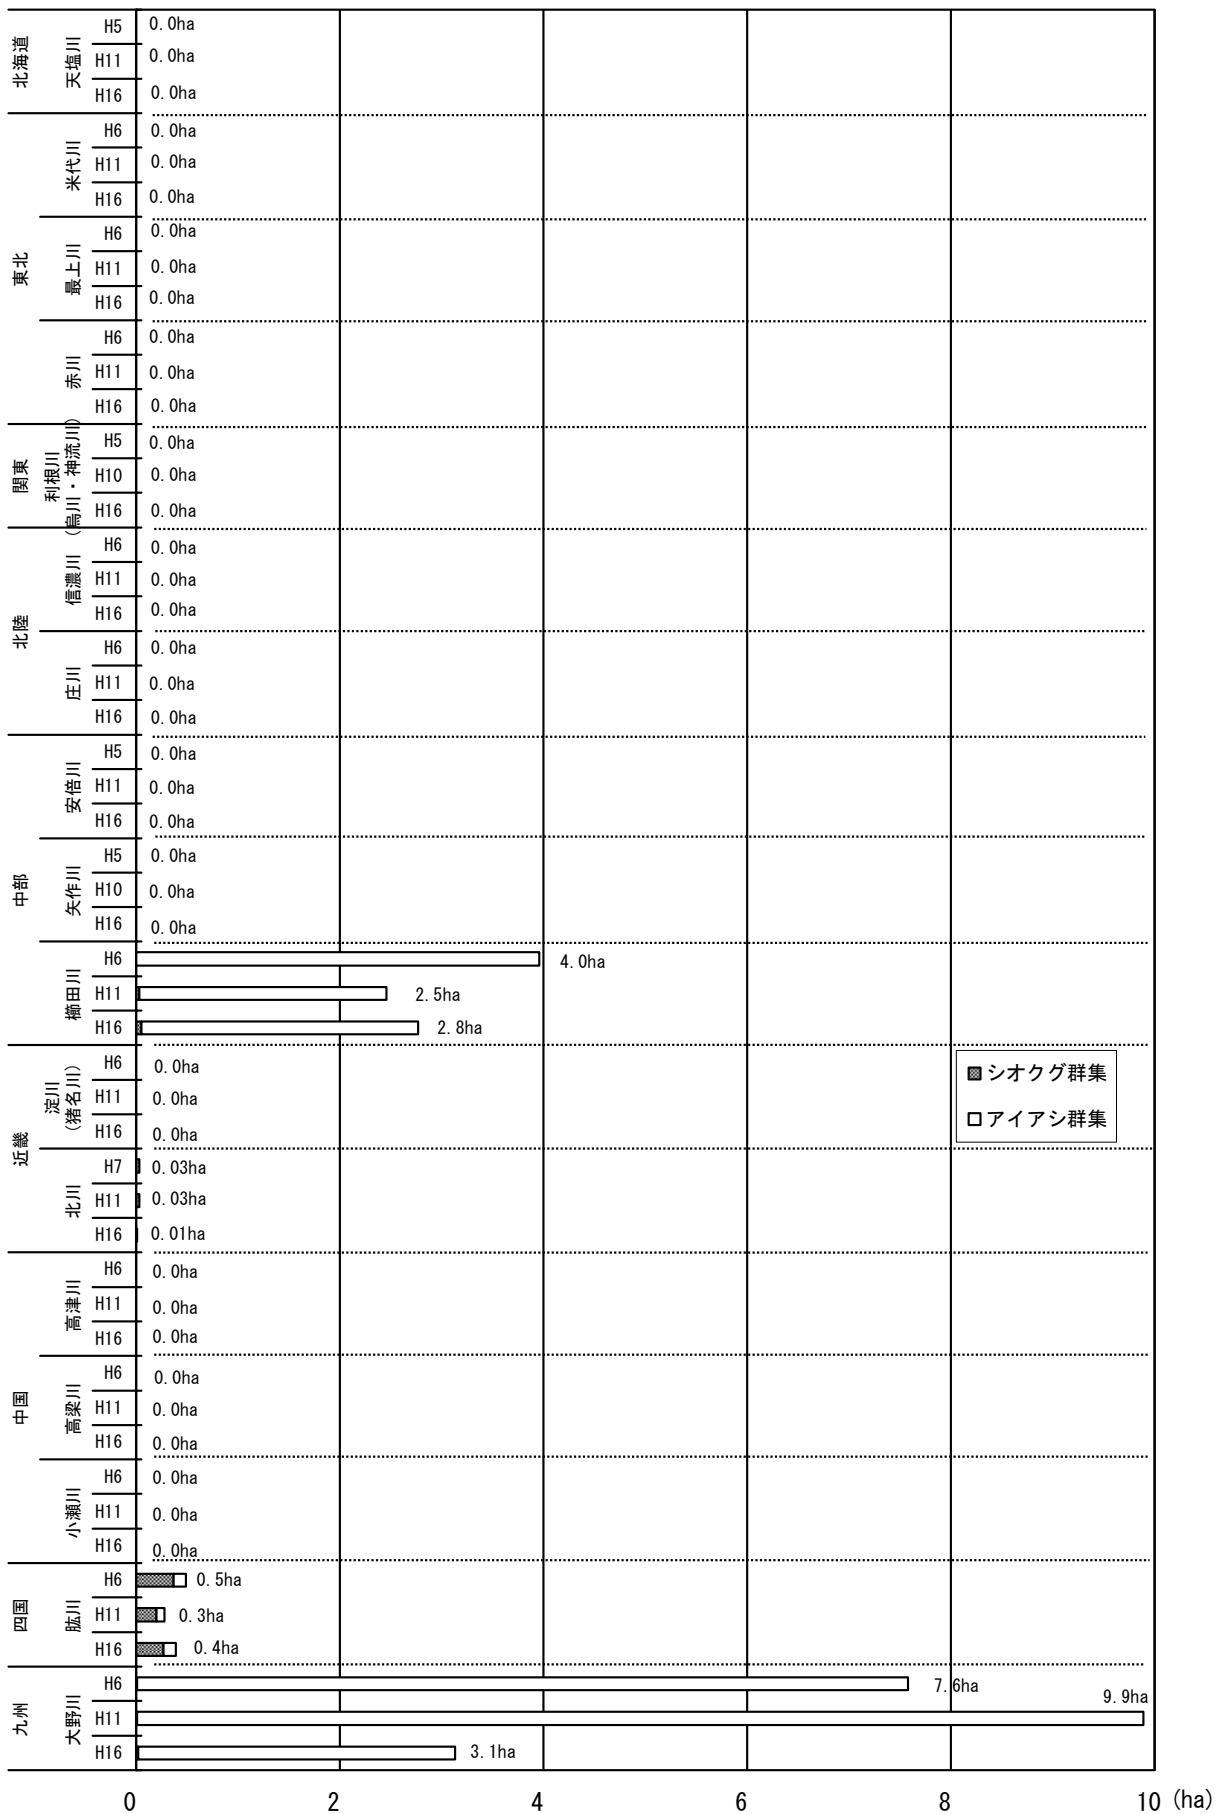 北海道
天塩川
H5 0.0ha
H11 0.0ha
H16 0.0ha
東北
米代川
H6 0.0ha
H11 0.0ha
H16 0.0ha
最上川
H6 0.0ha
H11 0.0ha
H16 0.0ha
赤川
H6 0.0ha
H11 0.0ha
H16 0.0ha
関東
利根川
(烏川・神流川)
H5 0.0ha
H10 0.0ha
H16 0.0ha
北陸
信濃川
H6 0.0ha
H11 0.0ha
H16 0.0ha
庄川
H6 0.0ha
H11 0.0ha
H16 0.0ha
中部
安倍川
H5 0.0ha
H11 0.0ha
H16 0.0ha
矢作川
H5 0.0ha
H10 0.0ha
H16 0.0ha
櫛田川
H6 4.0ha
H11 2.5ha
H16 2.8ha
近畿
淀川
(猪名川)
H6 0.0ha
H11 0.0ha
H16 0.0ha
シオクグ群集
アイアシ群集
北川
H7 0.03ha
H11 0.03ha
H16 0.01ha
中国
高津川
H6 0.0ha
H11 0.0ha
H16 0.0ha
高梁川
H6 0.0ha
H11 0.0ha
H16 0.0ha
小瀬川
H6 0.0ha
H11 0.0ha
H16 0.0ha
四国
肱川
H6 0.5ha
H11 0.3ha
H16 0.4ha
九州
大野川
H6 7.6ha
H11 9.9ha
H16 3.1ha
0 2 4 6 8 10 (ha)